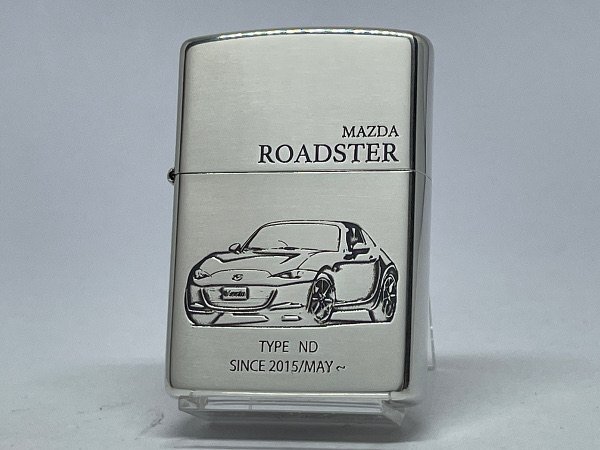 MAZDA
ROADSTER
TYPE ND
SINCE 2015/MAY ~